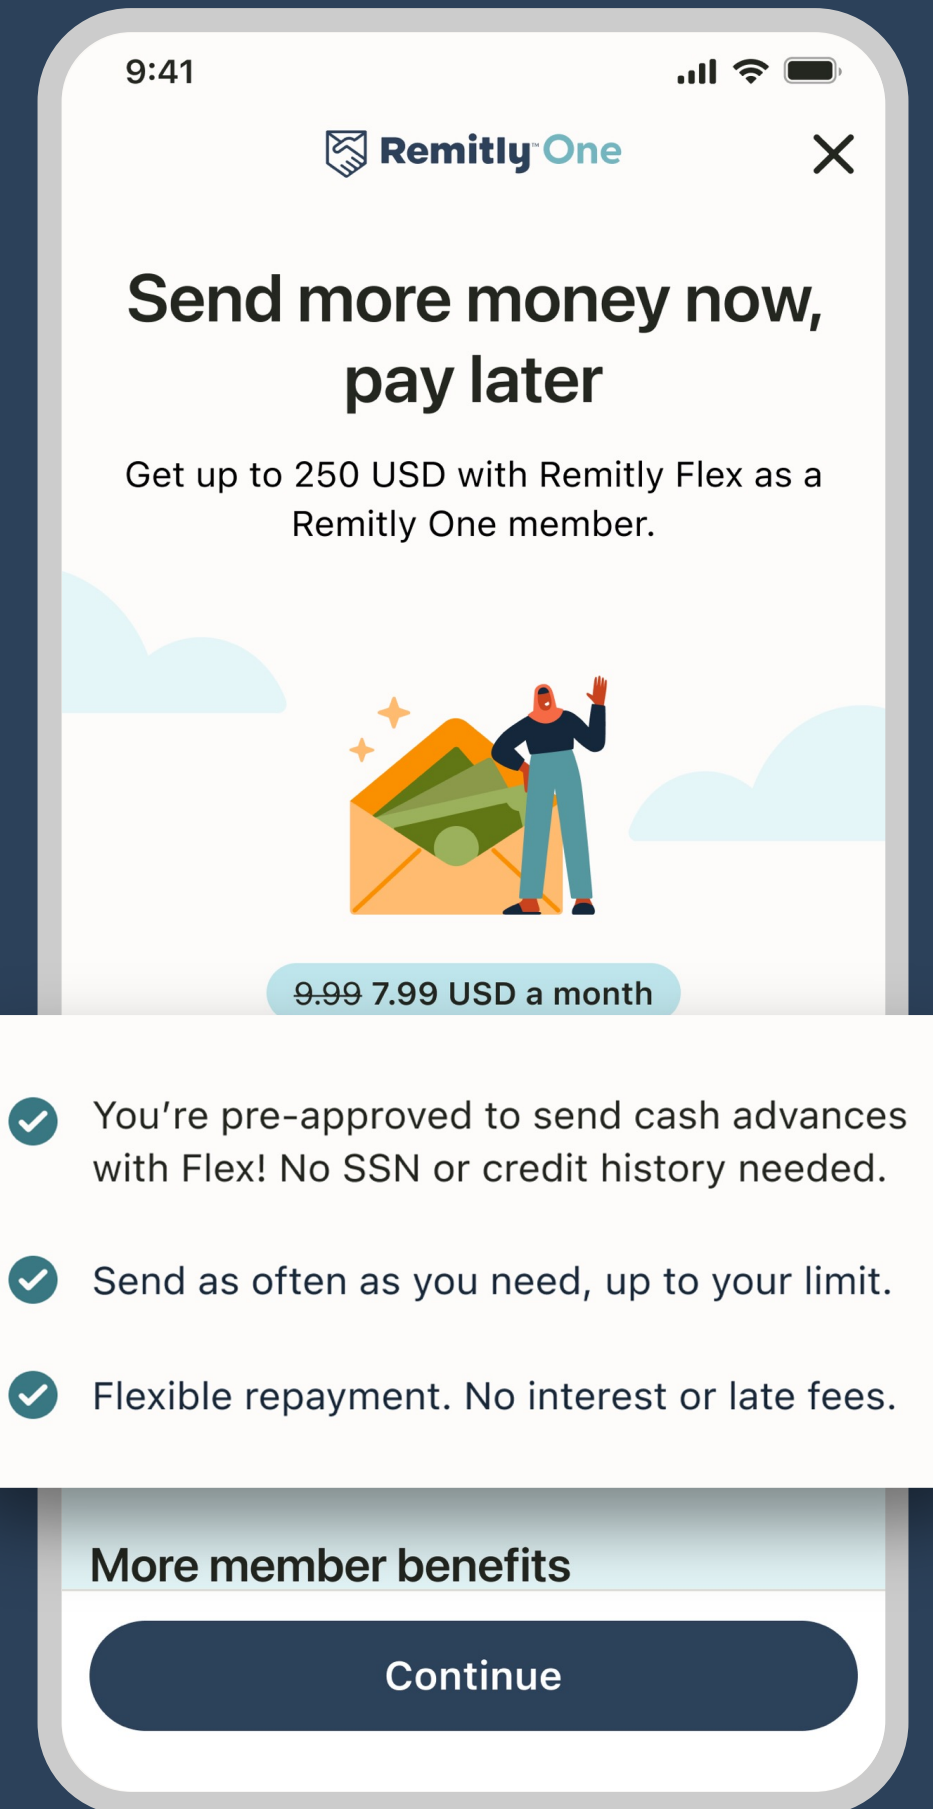 9:41
Remitly™ One
Send more money now,
pay later
Get up to 250 USD with Remitly Flex as a
Remitly One member.
9.99 7.99 USD a month
You’re pre-approved to send cash advances
with Flex! No SSN or credit history needed.
Send as often as you need, up to your limit.
Flexible repayment. No interest or late fees.
More member benefits
Continue